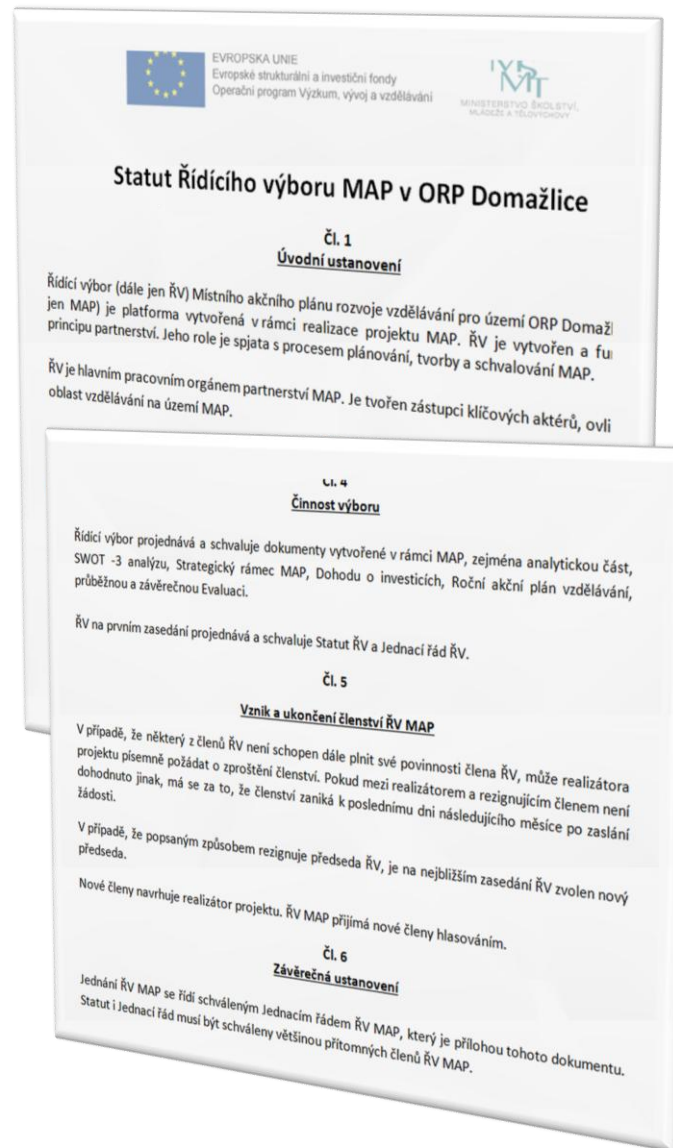 EVROPSKA UNIE
Evropské strukturální a investiční fondy
Operační program Výzkum, vývoj a vzdělávání
MINISTERSTVO ŠKOLSTVÍ,
MLÁDEŽE A TĚLOVÝCHOVY
Statut Řídícího výboru MAP v ORP Domažlice
Čl. 1
Úvodní ustanovení
Řídící výbor (dále jen ŘV) Místního akčního plánu rozvoje vzdělávání pro území ORP
jen MAP) je platforma vytvořená v rámci realizace projektu MAP. ŘV je vytvořen a
principu partnerství. Jeho role je spjata s procesem plánování, tvorby a schvalování MAP.
ŘV je hlavním pracovním orgánem partnerství MAP. Je tvořen zástupci klíčových aktérů,
oblast vzdělávání na území MAP.
Čl. 4
Činnost výboru
Řídící výbor projednává a schvaluje dokumenty vytvořené v rámci MAP, zejména analytickou část,
SWOT -3 analýzu, Strategický rámec MAP, Dohodu o investicích, Roční akční plán vzdělávání,
průběžnou a závěrečnou Evaluaci.
ŘV na prvním zasedání projednává a schvaluje Statut ŘV a Jednací řád ŘV.
Čl. 5
Vznik a ukončení členství ŘV MAP
V případě, že některý z členů ŘV není schopen dále plnit své povinnosti člena ŘV, může realizátora
projektu písemně požádat o zproštění členství. Pokud mezi realizátorem a rezignujícím členem není
dohodnuto jinak, má se za to, že členství zaniká k poslednímu dni následujícího měsíce po zaslání
žádosti.
V případě, že popsaným způsobem rezignuje předseda ŘV, je na nejbližším zasedání ŘV zvolen nový
předseda.
Nové členy navrhuje realizátor projektu. ŘV MAP přijímá nové členy hlasováním.
Čl. 6
Závěrečná ustanovení
Jednání ŘV MAP se řídí schváleným Jednacím řádem ŘV MAP, který je přílohou tohoto dokumentu.
Statut i Jednací řád musí být schváleny většinou přítomných členů ŘV MAP.